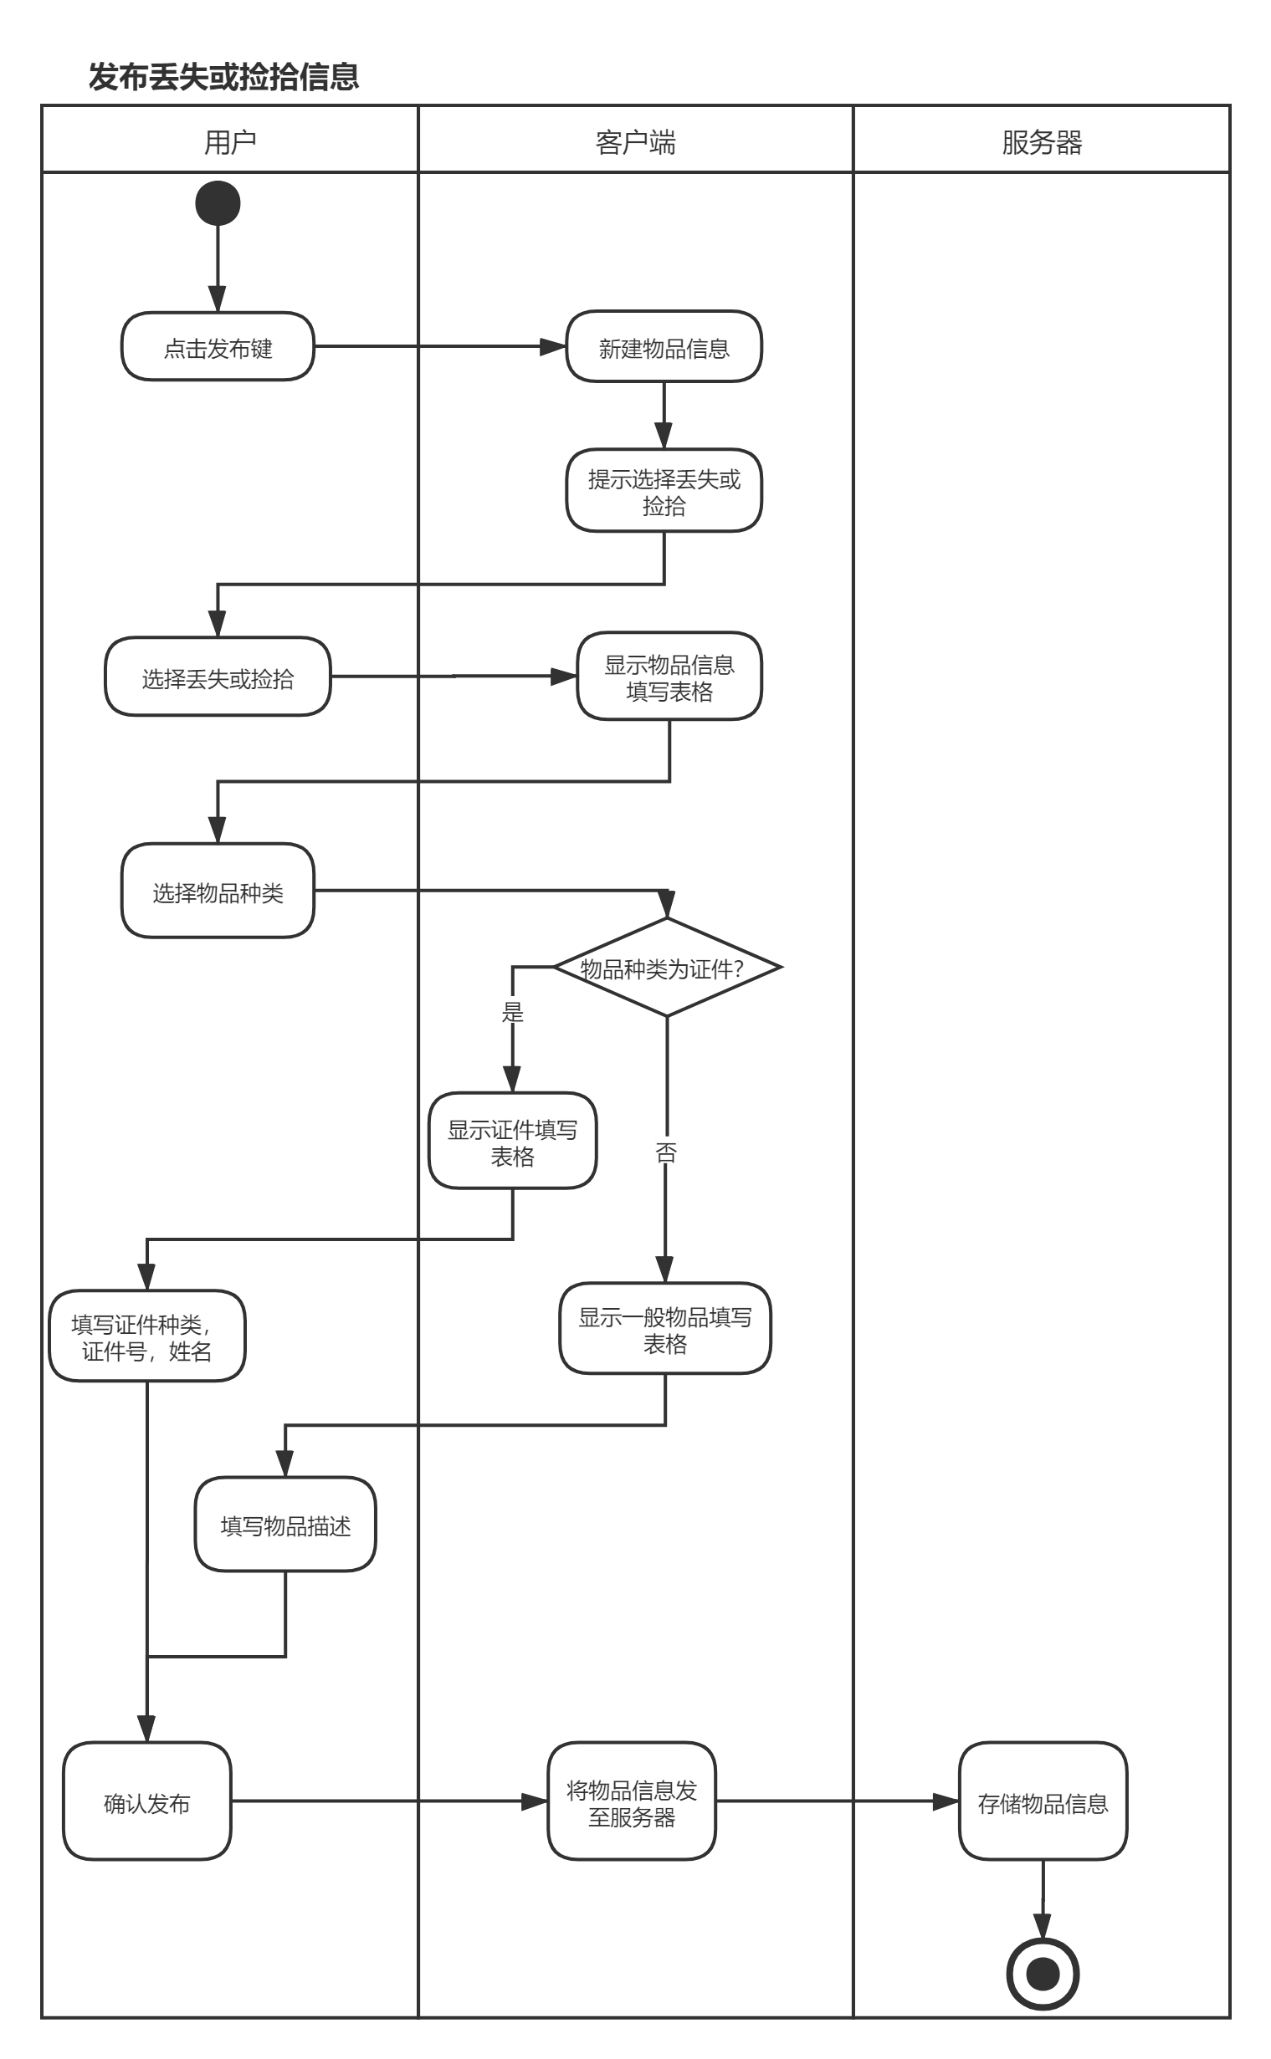 发布丢失或捡拾信息
用户
客户端
服务器
点击发布键
新建物品信息
提示选择丢失或
捡拾
选择丢失或捡拾
显示物品信息
填写表格
选择物品种类
物品种类为证件?
是
显示证件填写
表格
否
填写证件种类，
证件号，姓名
显示一般物品填写
表格
填写物品描述
确认发布
将物品信息发
至服务器
存储物品信息